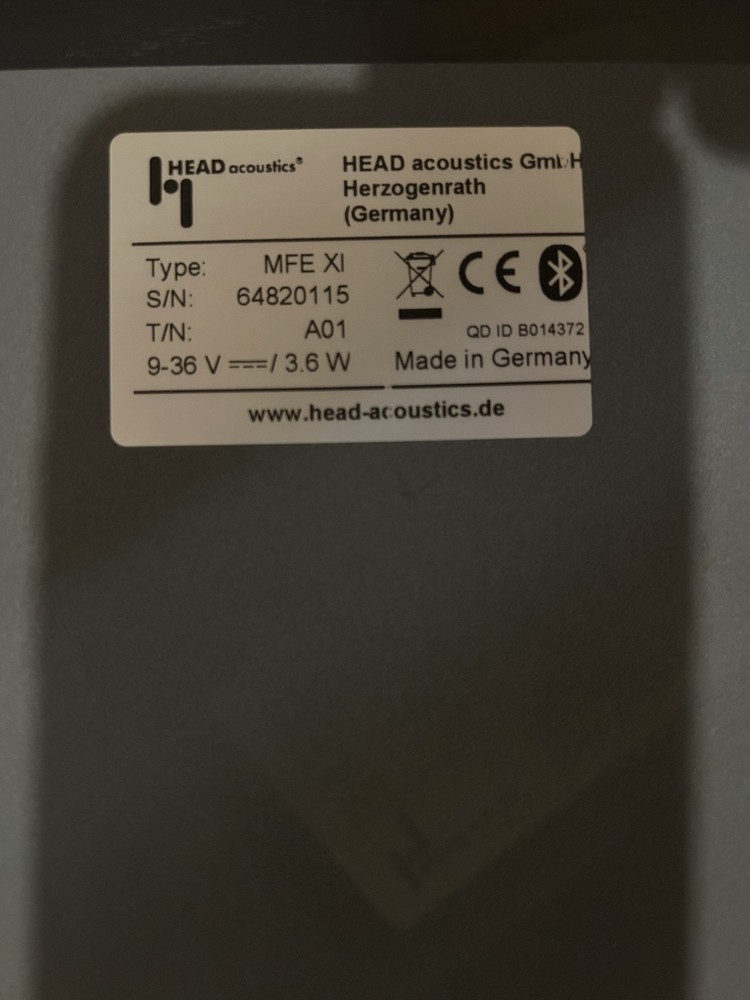 HEAD acoustics®
HEAD acoustics GmbH
Herzogenrath
(Germany)
Type: MFE XI
S/N: 64820115
T/N: A01
9-36 V ⎓/ 3.6 W
CE
QD ID B014372
Made in Germany
www.head-acoustics.de